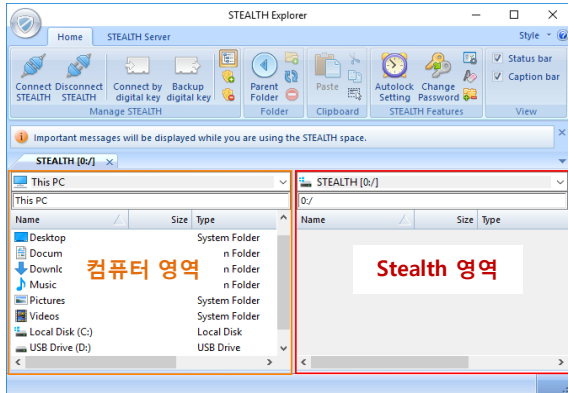 STEALTH Explorer
Home STEALTH Server Style
Connect STEALTH
Disconnect STEALTH
Connect by digital key
Backup digital key
Manage STEALTH
Parent Folder
Folder
Paste
Clipboard
Autolock Setting
Change Password
STEALTH Features
Status bar
Caption bar
View
Important messages will be displayed while you are using the STEALTH space.
STEALTH [0:/]
This PC
This PC
Name Size Type
Desktop System Folder
Docum n Folder
Downlc n Folder
Music n Folder
Pictures System Folder
Videos System Folder
Local Disk (C:) Local Disk
USB Drive (D:) USB Drive
컴퓨터 영역
STEALTH [0:/]
0:/
Name Size Type
Stealth 영역